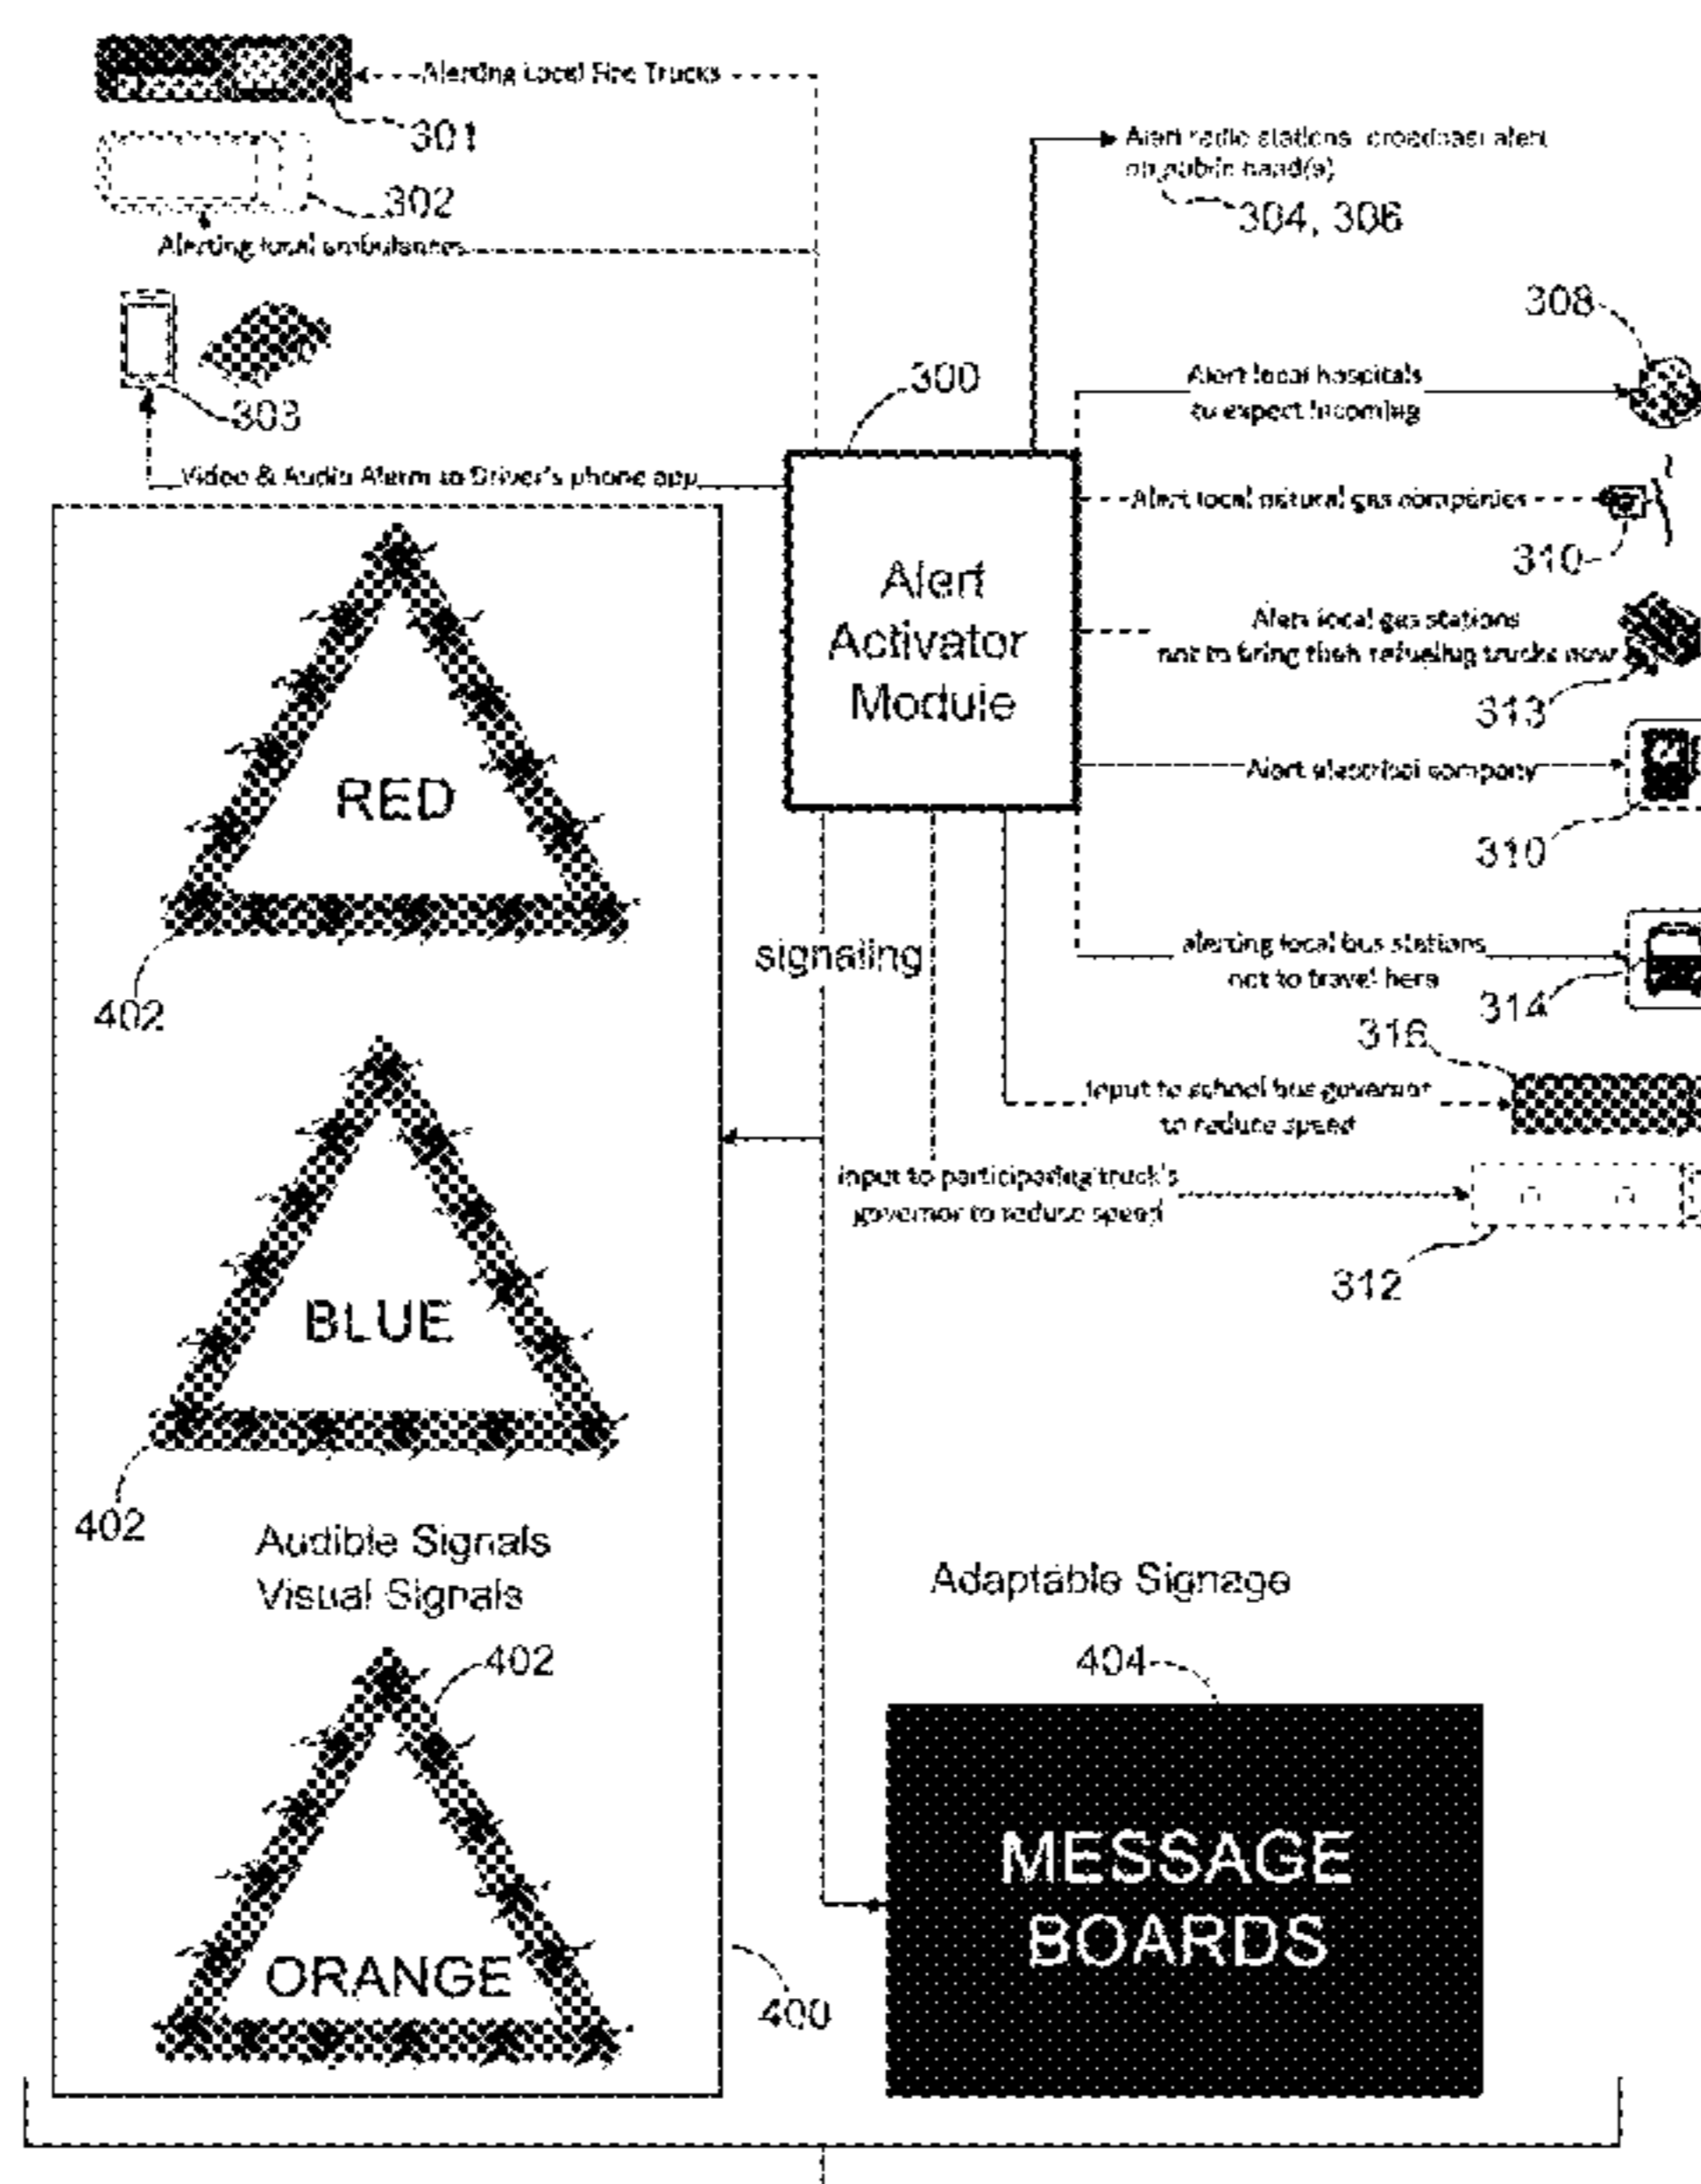 Alerting Local Fire Trucks
301
Alert radio stations broadcast alert
on public band(s)
304, 306
302
Alerting local ambulances
308
303
300
Alert local hospitals
to expect incoming
Video & Audio Alarm to Driver's phone app
Alert local natural gas companies
310
Alert
Activator
Module
Alert local gas stations
not to bring their refueling trucks now
313
RED
Alert electrical company
310
signaling
alerting local bus stations
not to travel here
314
402
316
Input to school bus governor
to reduce speed
input to participating truck's
governor to reduce speed
312
BLUE
402
Audible Signals
Visual Signals
Adaptable Signage
402
404
MESSAGE
BOARDS
ORANGE
400